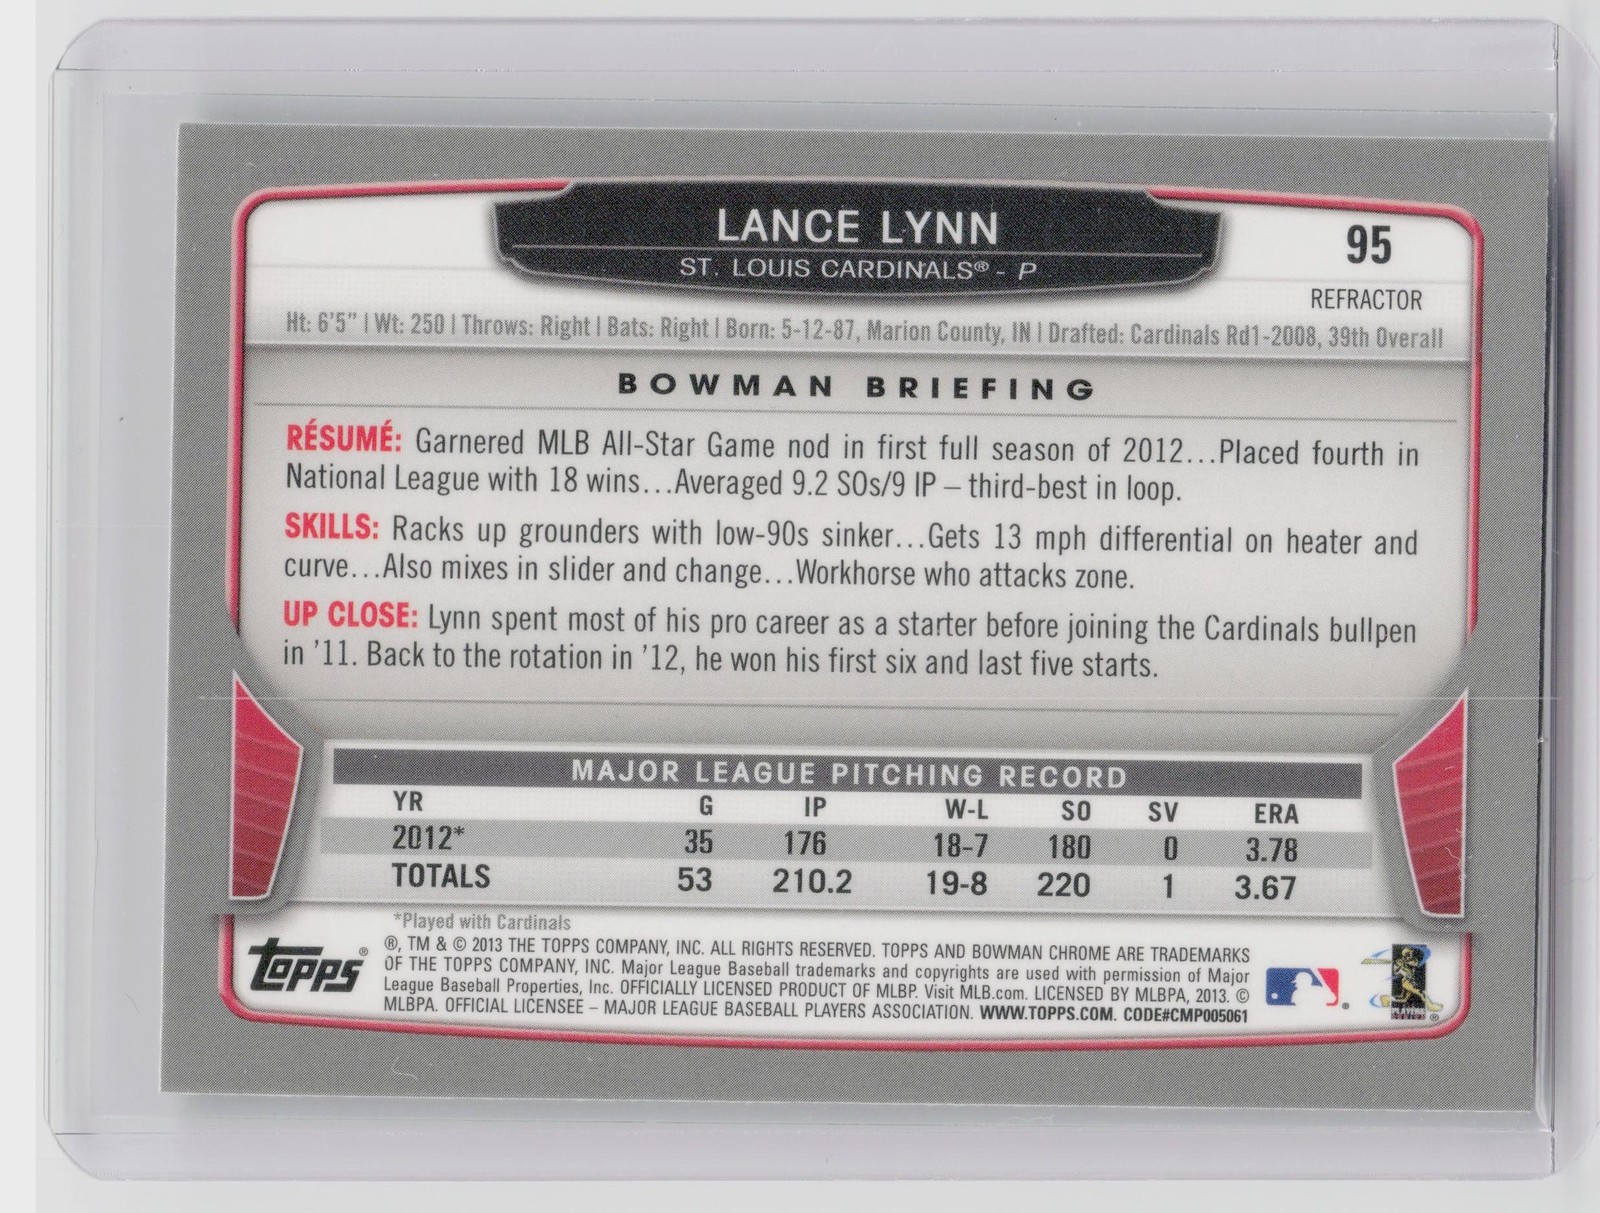 LANCE LYNN
ST. LOUIS CARDINALS® - P
95
REFRACTOR
Ht: 6'5" | Wt: 250 | Throws: Right | Bats: Right | Born: 5-12-87, Marion County, IN | Drafted: Cardinals Rd1-2008, 39th Overall
BOWMAN BRIEFING
RÉSUMÉ: Garnered MLB All-Star Game nod in first full season of 2012...Placed fourth in
National League with 18 wins...Averaged 9.2 SOs/9 IP – third-best in loop.
SKILLS: Racks up grounders with low-90s sinker...Gets 13 mph differential on heater and
curve...Also mixes in slider and change...Workhorse who attacks zone.
UP CLOSE: Lynn spent most of his pro career as a starter before joining the Cardinals bullpen
in '11. Back to the rotation in '12, he won his first six and last five starts.
MAJOR LEAGUE PITCHING RECORD
YR G IP W-L SO SV ERA
2012* 35 176 18-7 180 0 3.78
TOTALS 53 210.2 19-8 220 1 3.67
*Played with Cardinals
topps®
®, TM & © 2013 THE TOPPS COMPANY, INC. ALL RIGHTS RESERVED. TOPPS AND BOWMAN CHROME ARE TRADEMARKS
OF THE TOPPS COMPANY, INC. Major League Baseball trademarks and copyrights are used with permission of Major
League Baseball Properties, Inc. OFFICIALLY LICENSED PRODUCT OF MLBP. Visit MLB.com. LICENSED BY MLBPA, 2013. ©
MLBPA. OFFICIAL LICENSEE – MAJOR LEAGUE BASEBALL PLAYERS ASSOCIATION. WWW.TOPPS.COM. CODE#CMP005061